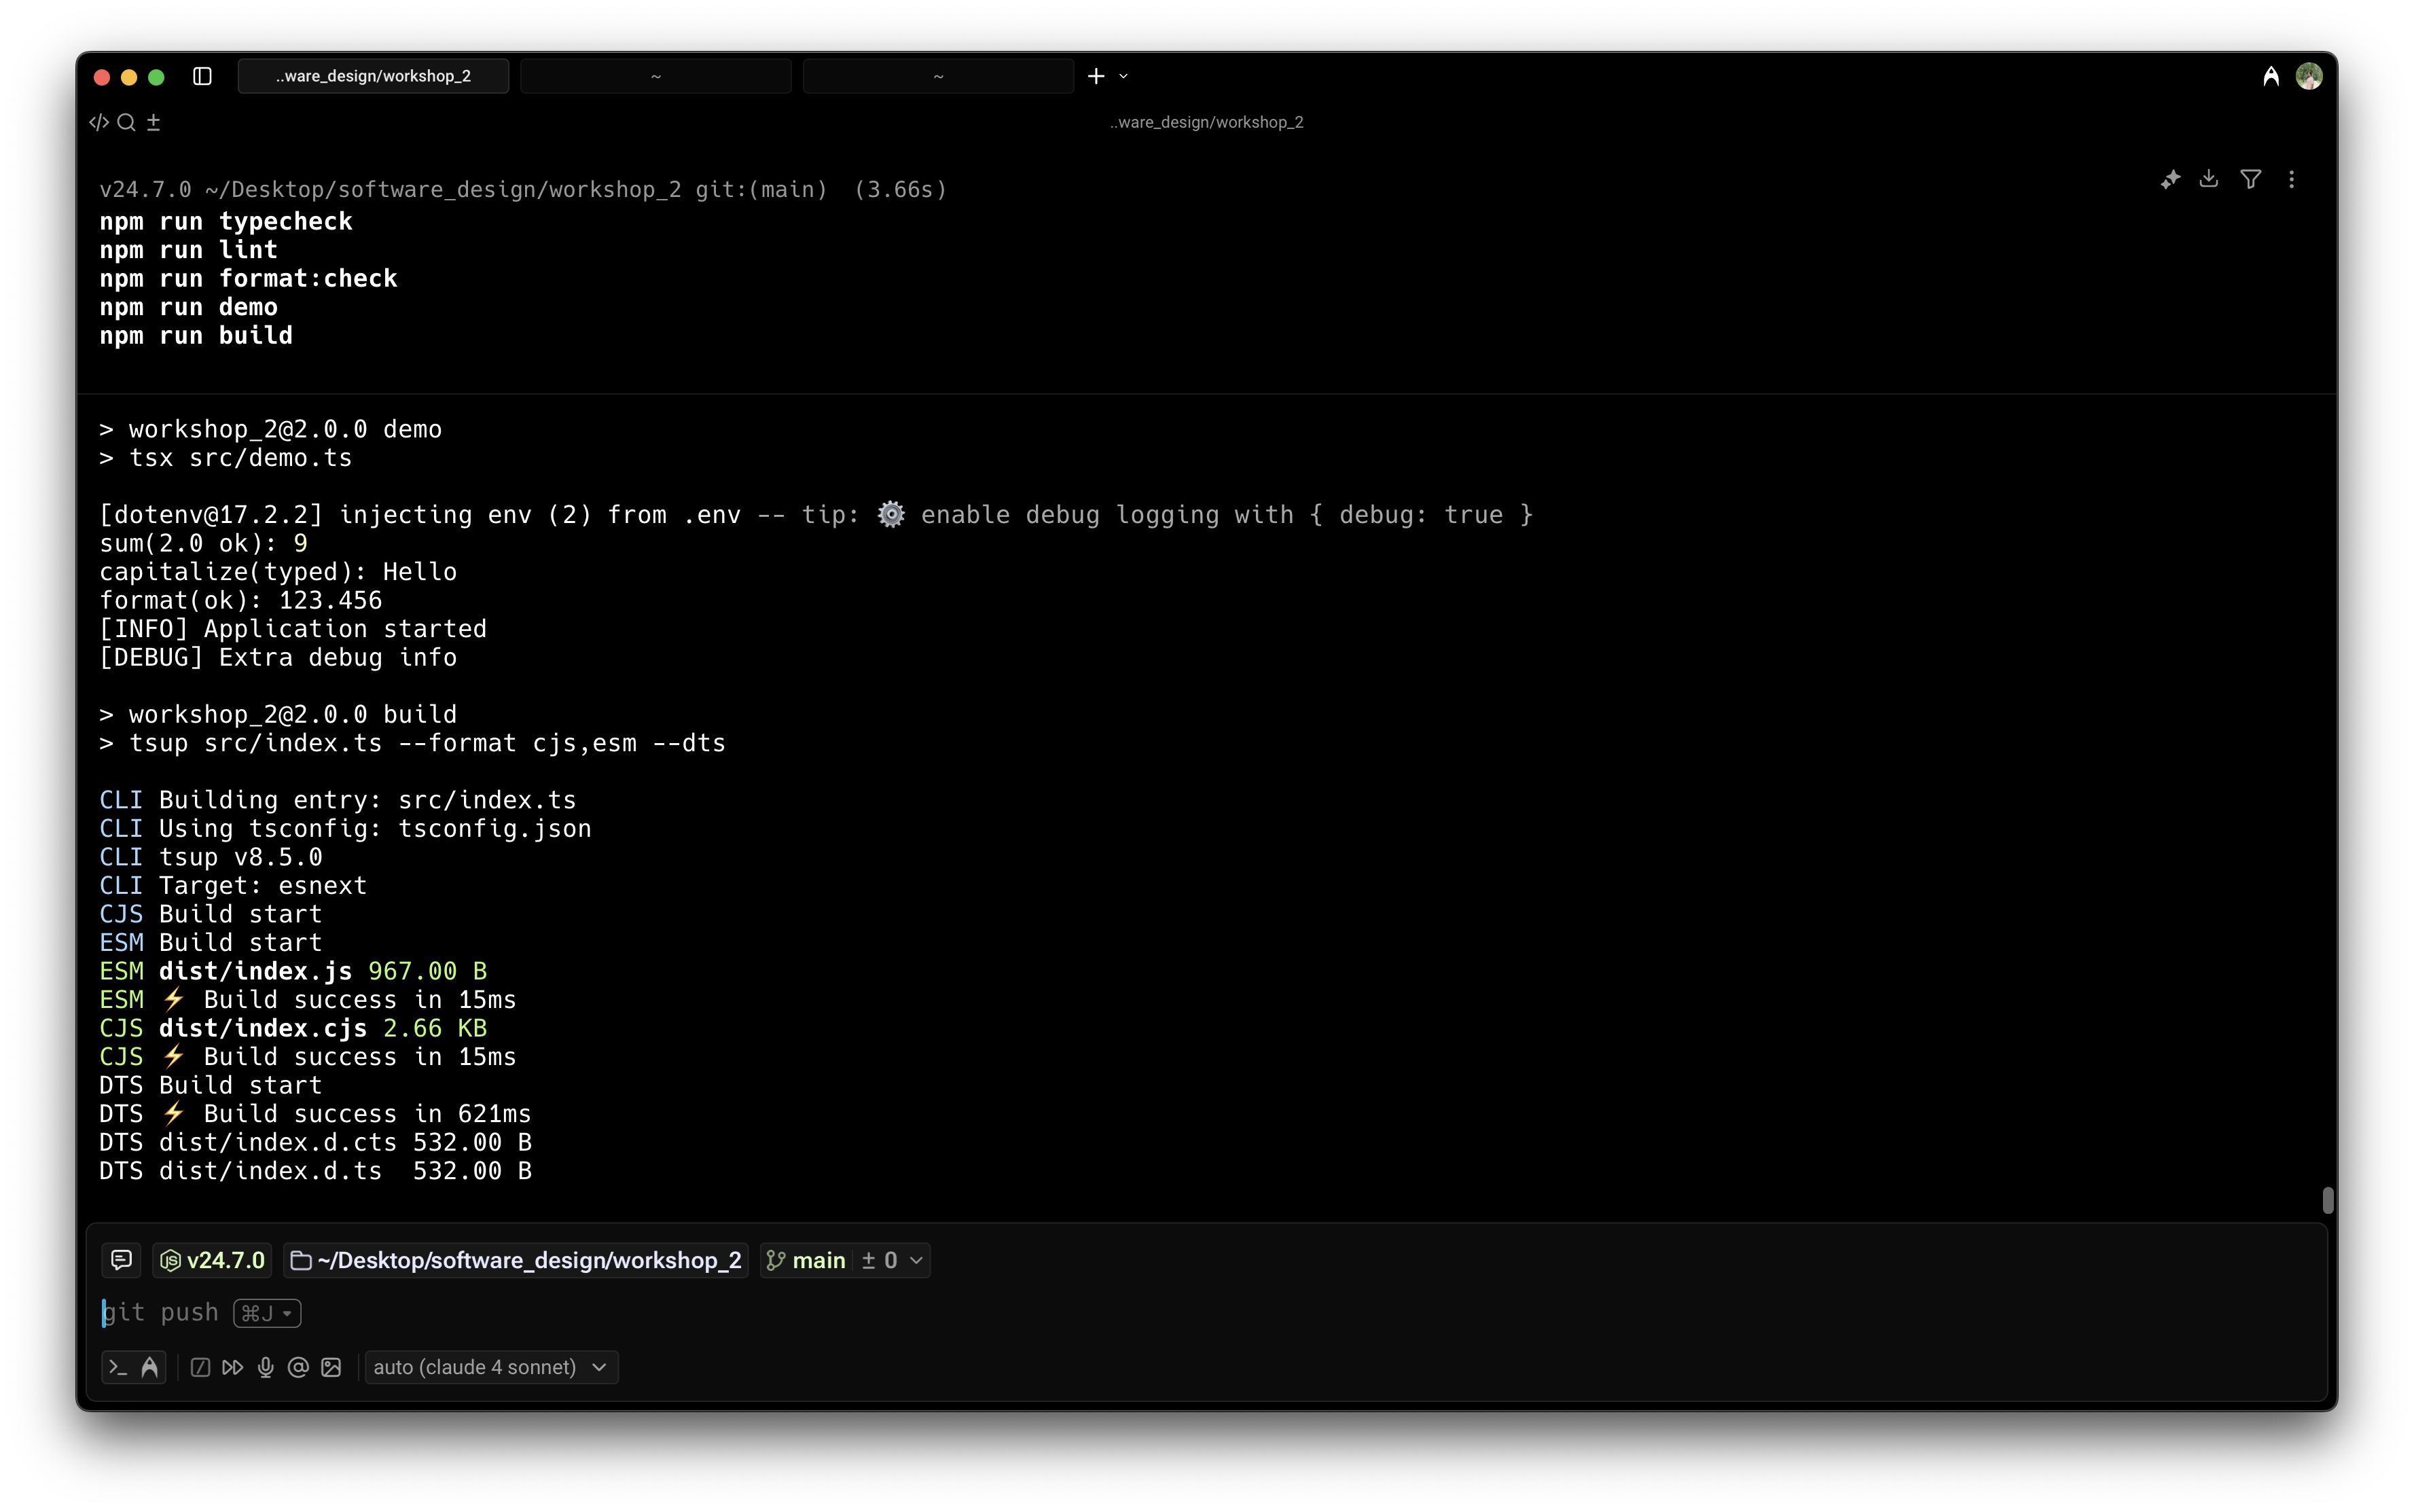 ..ware_design/workshop_2
~
~
..ware_design/workshop_2
v24.7.0 ~/Desktop/software_design/workshop_2 git:(main) (3.66s)
npm run typecheck
npm run lint
npm run format:check
npm run demo
npm run build
> workshop_2@2.0.0 demo
> tsx src/demo.ts
[dotenv@17.2.2] injecting env (2) from .env -- tip: ⚙️ enable debug logging with { debug: true }
sum(2.0 ok): 9
capitalize(typed): Hello
format(ok): 123.456
[INFO] Application started
[DEBUG] Extra debug info
> workshop_2@2.0.0 build
> tsup src/index.ts --format cjs,esm --dts
CLI Building entry: src/index.ts
CLI Using tsconfig: tsconfig.json
CLI tsup v8.5.0
CLI Target: esnext
CJS Build start
ESM Build start
ESM dist/index.js 967.00 B
ESM ⚡ Build success in 15ms
CJS dist/index.cjs 2.66 KB
CJS ⚡ Build success in 15ms
DTS Build start
DTS ⚡ Build success in 621ms
DTS dist/index.d.cts 532.00 B
DTS dist/index.d.ts  532.00 B
v24.7.0 ~/Desktop/software_design/workshop_2 main ± 0
git push ⌘J
auto (claude 4 sonnet)